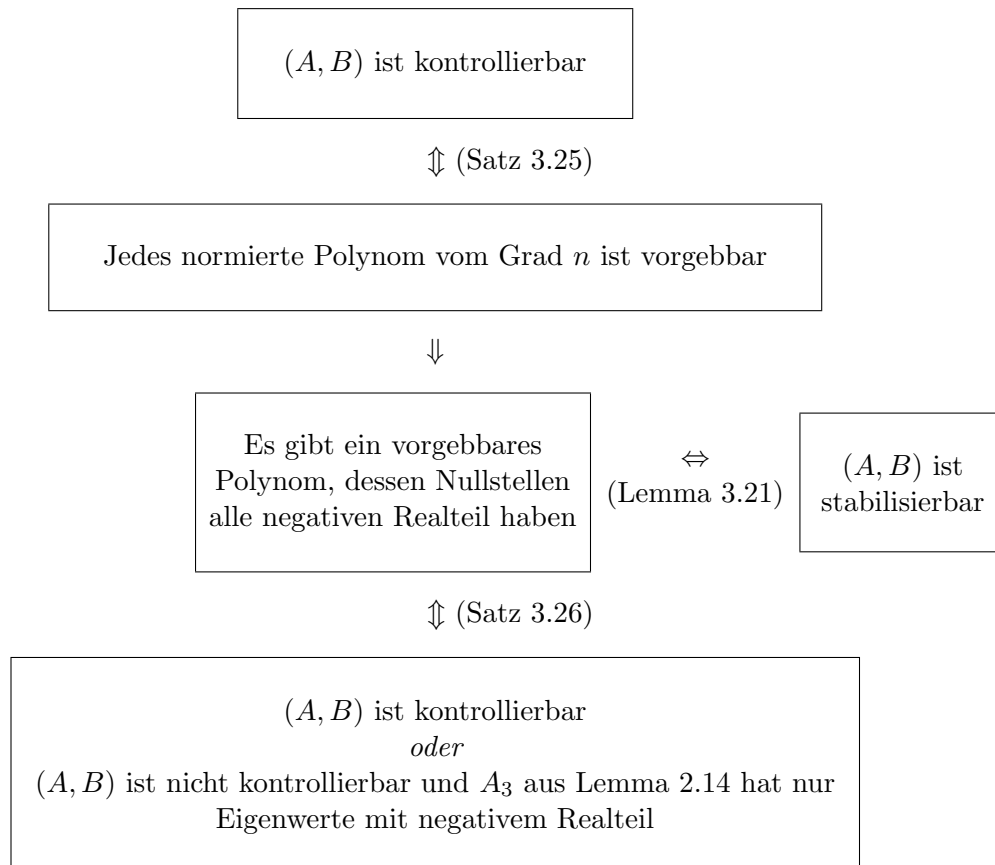 (A, B) ist kontrollierbar
⇕ (Satz 3.25)
Jedes normierte Polynom vom Grad n ist vorgebbar
⇓
Es gibt ein vorgebbares
Polynom, dessen Nullstellen
alle negativen Realteil haben
⇔
(Lemma 3.21)
(A, B) ist
stabilisierbar
⇕ (Satz 3.26)
(A, B) ist kontrollierbar
oder
(A, B) ist nicht kontrollierbar und A₃ aus Lemma 2.14 hat nur
Eigenwerte mit negativem Realteil